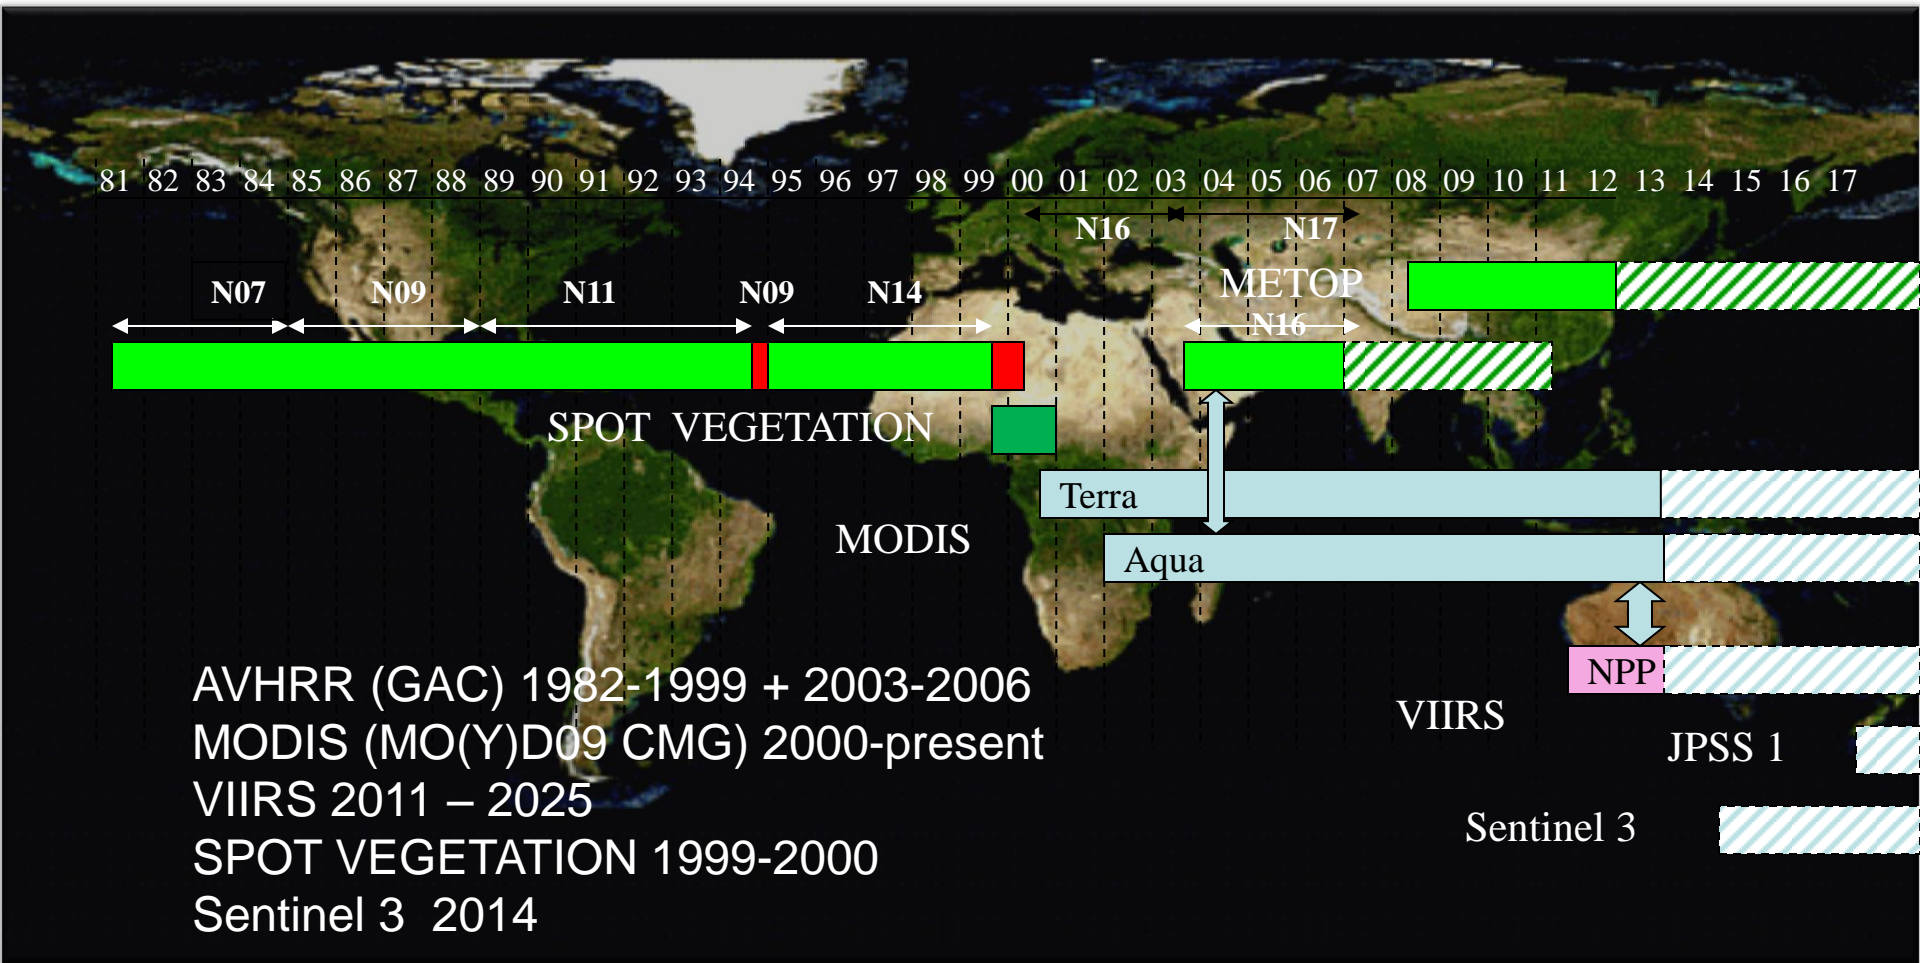 81 82 83 84 85 86 87 88 89 90 91 92 93 94 95 96 97 98 99 00 01 02 03 04 05 06 07 08 09 10 11 12 13 14 15 16 17
N16 N17
METOP
N07 N09 N11 N09 N14
N16
SPOT VEGETATION
Terra
MODIS
Aqua
NPP
VIIRS
JPSS 1
Sentinel 3
AVHRR (GAC) 1982-1999 + 2003-2006
MODIS (MO(Y)D09 CMG) 2000-present
VIIRS 2011 – 2025
SPOT VEGETATION 1999-2000
Sentinel 3 2014